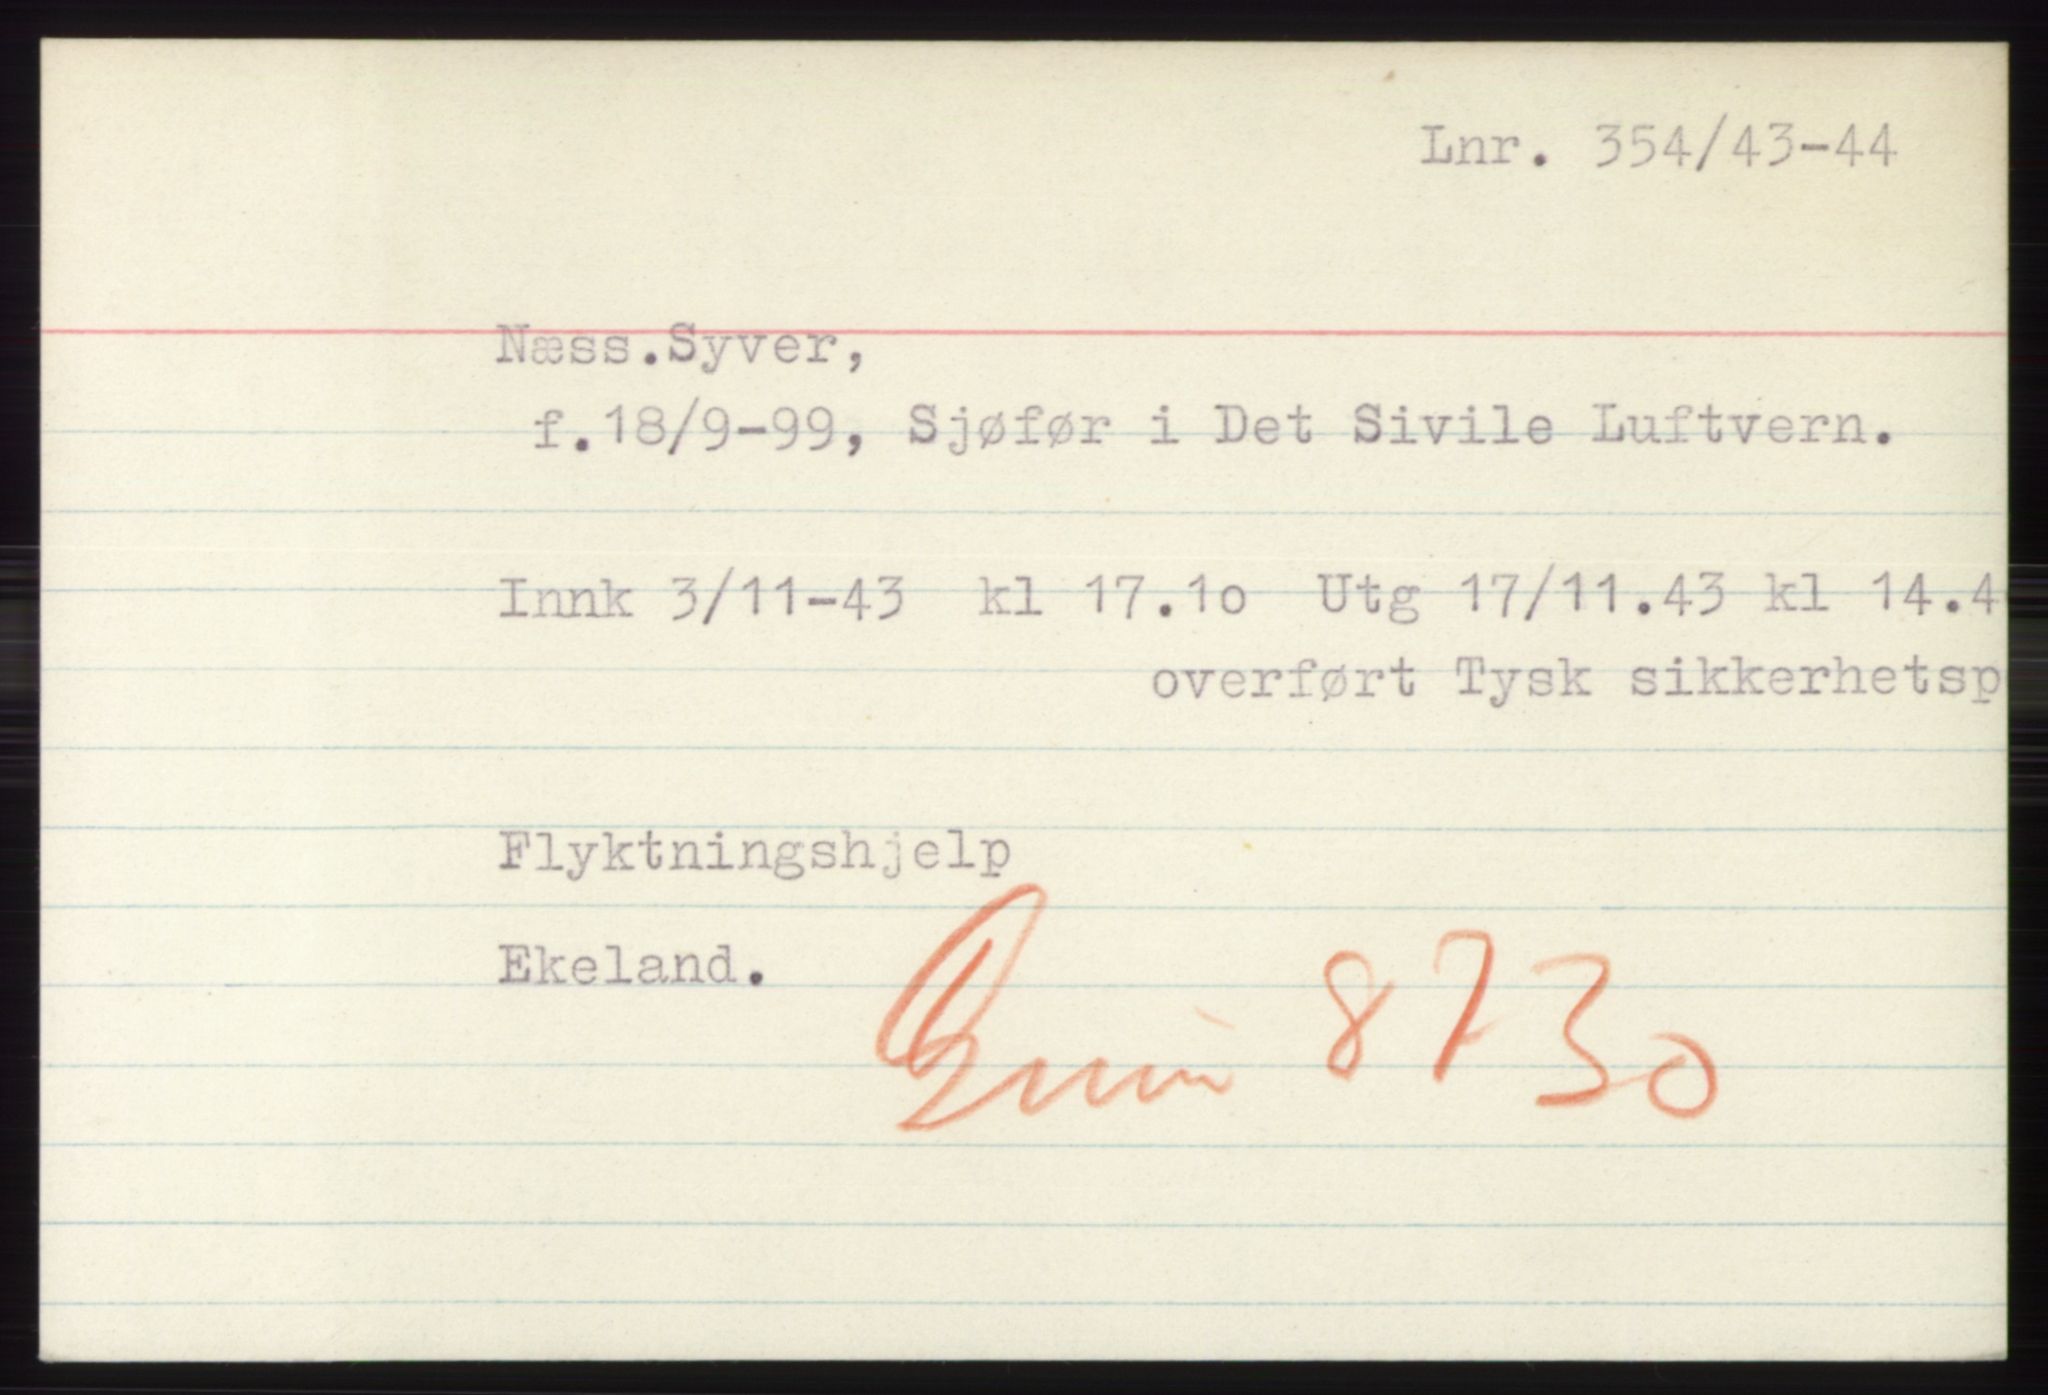 Lnr. 354/43-44
Næss.Syver,
f.18/9-99, Sjøfør i Det Sivile Luftvern.
Innk 3/11-43 kl 17.1o Utg 17/11.43 kl 14.4
overført Tysk sikkerhetsp
Flyktningshjelp
Ekeland.
8730